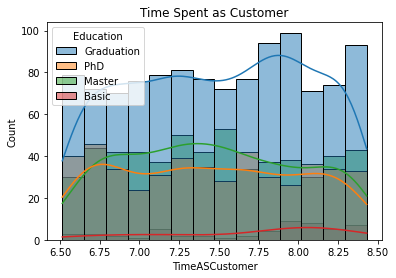 Time Spent as Customer
Education
Graduation
PhD
Master
Basic
100
80
60
40
20
0
Count
6.50
6.75
7.00
7.25
7.50
7.75
8.00
8.25
8.50
TimeASCustomer